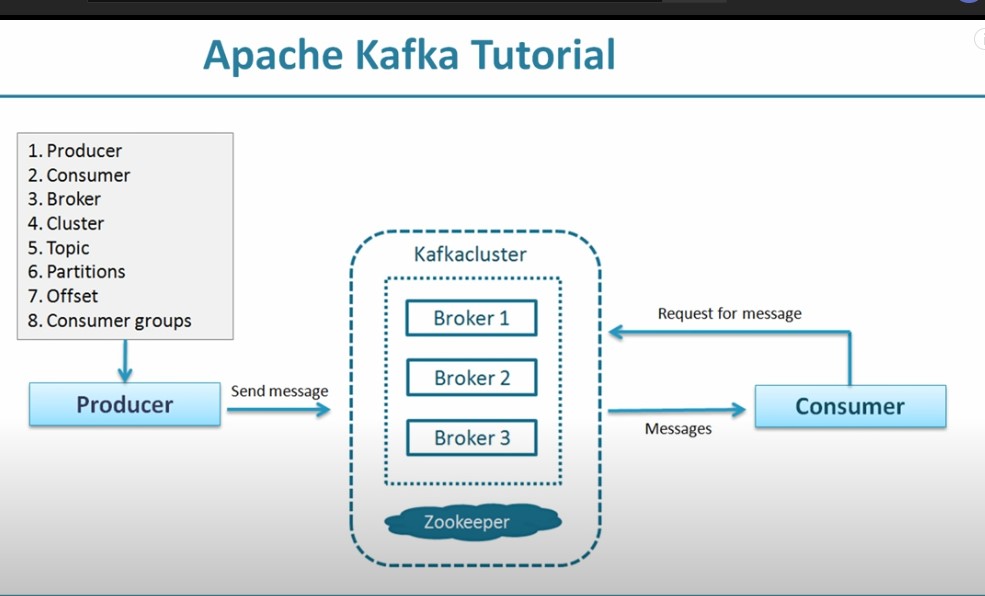 Apache Kafka Tutorial
1. Producer
2. Consumer
3. Broker
4. Cluster
5. Topic
6. Partitions
7. Offset
8. Consumer groups
Producer
Send message
Kafkacluster
Broker 1
Broker 2
Broker 3
Zookeeper
Request for message
Messages
Consumer